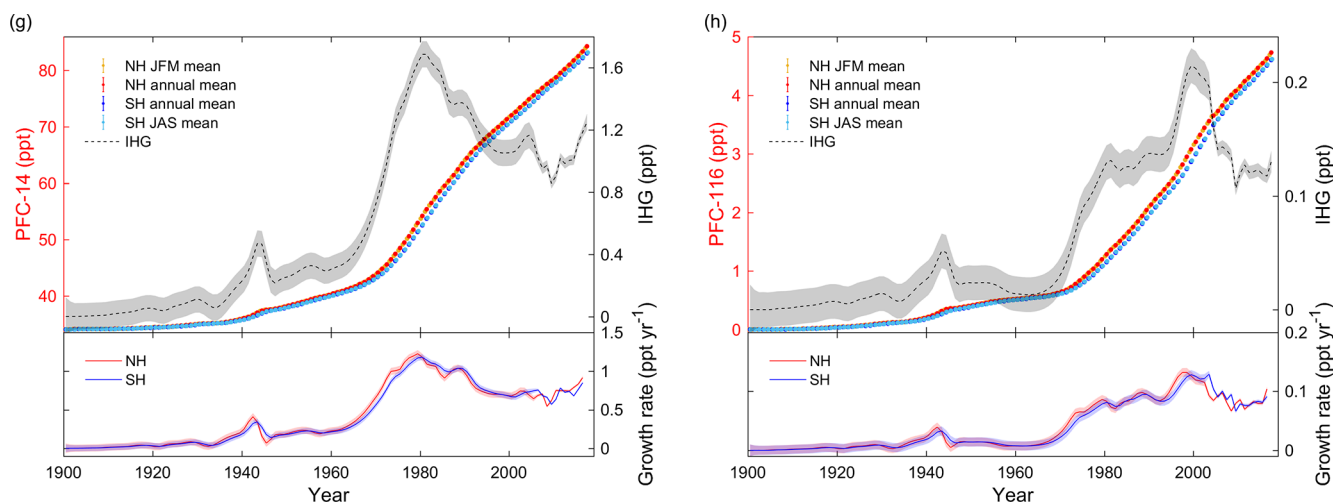 (g)
PFC-14 (ppt)
80
70
60
50
40
NH JFM mean
NH annual mean
SH annual mean
SH JAS mean
IHG
1.6
1.2
0.8
0.4
0
IHG (ppt)
NH
SH
1.5
1
0.5
0
Growth rate (ppt yr⁻¹)
1900 1920 1940 1960 1980 2000
Year
(h)
PFC-116 (ppt)
5
4
3
2
1
0
NH JFM mean
NH annual mean
SH annual mean
SH JAS mean
IHG
0.2
0.1
0
IHG (ppt)
NH
SH
0.2
0.1
0
Growth rate (ppt yr⁻¹)
1900 1920 1940 1960 1980 2000
Year